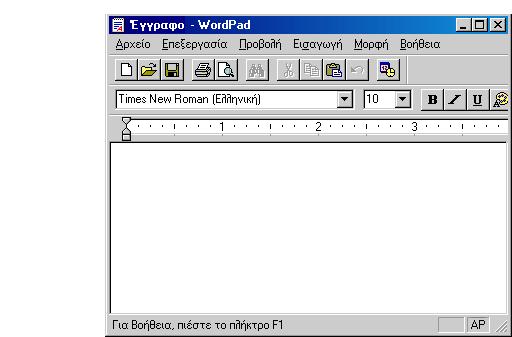 Έγγραφο - WordPad
Αρχείο Επεξεργασία Προβολή Εισαγωγή Μορφή Βοήθεια
Times New Roman (Ελληνική) 10 B I U
1 2 3
Για Βοήθεια, πιέστε το πλήκτρο F1 ΑΡ